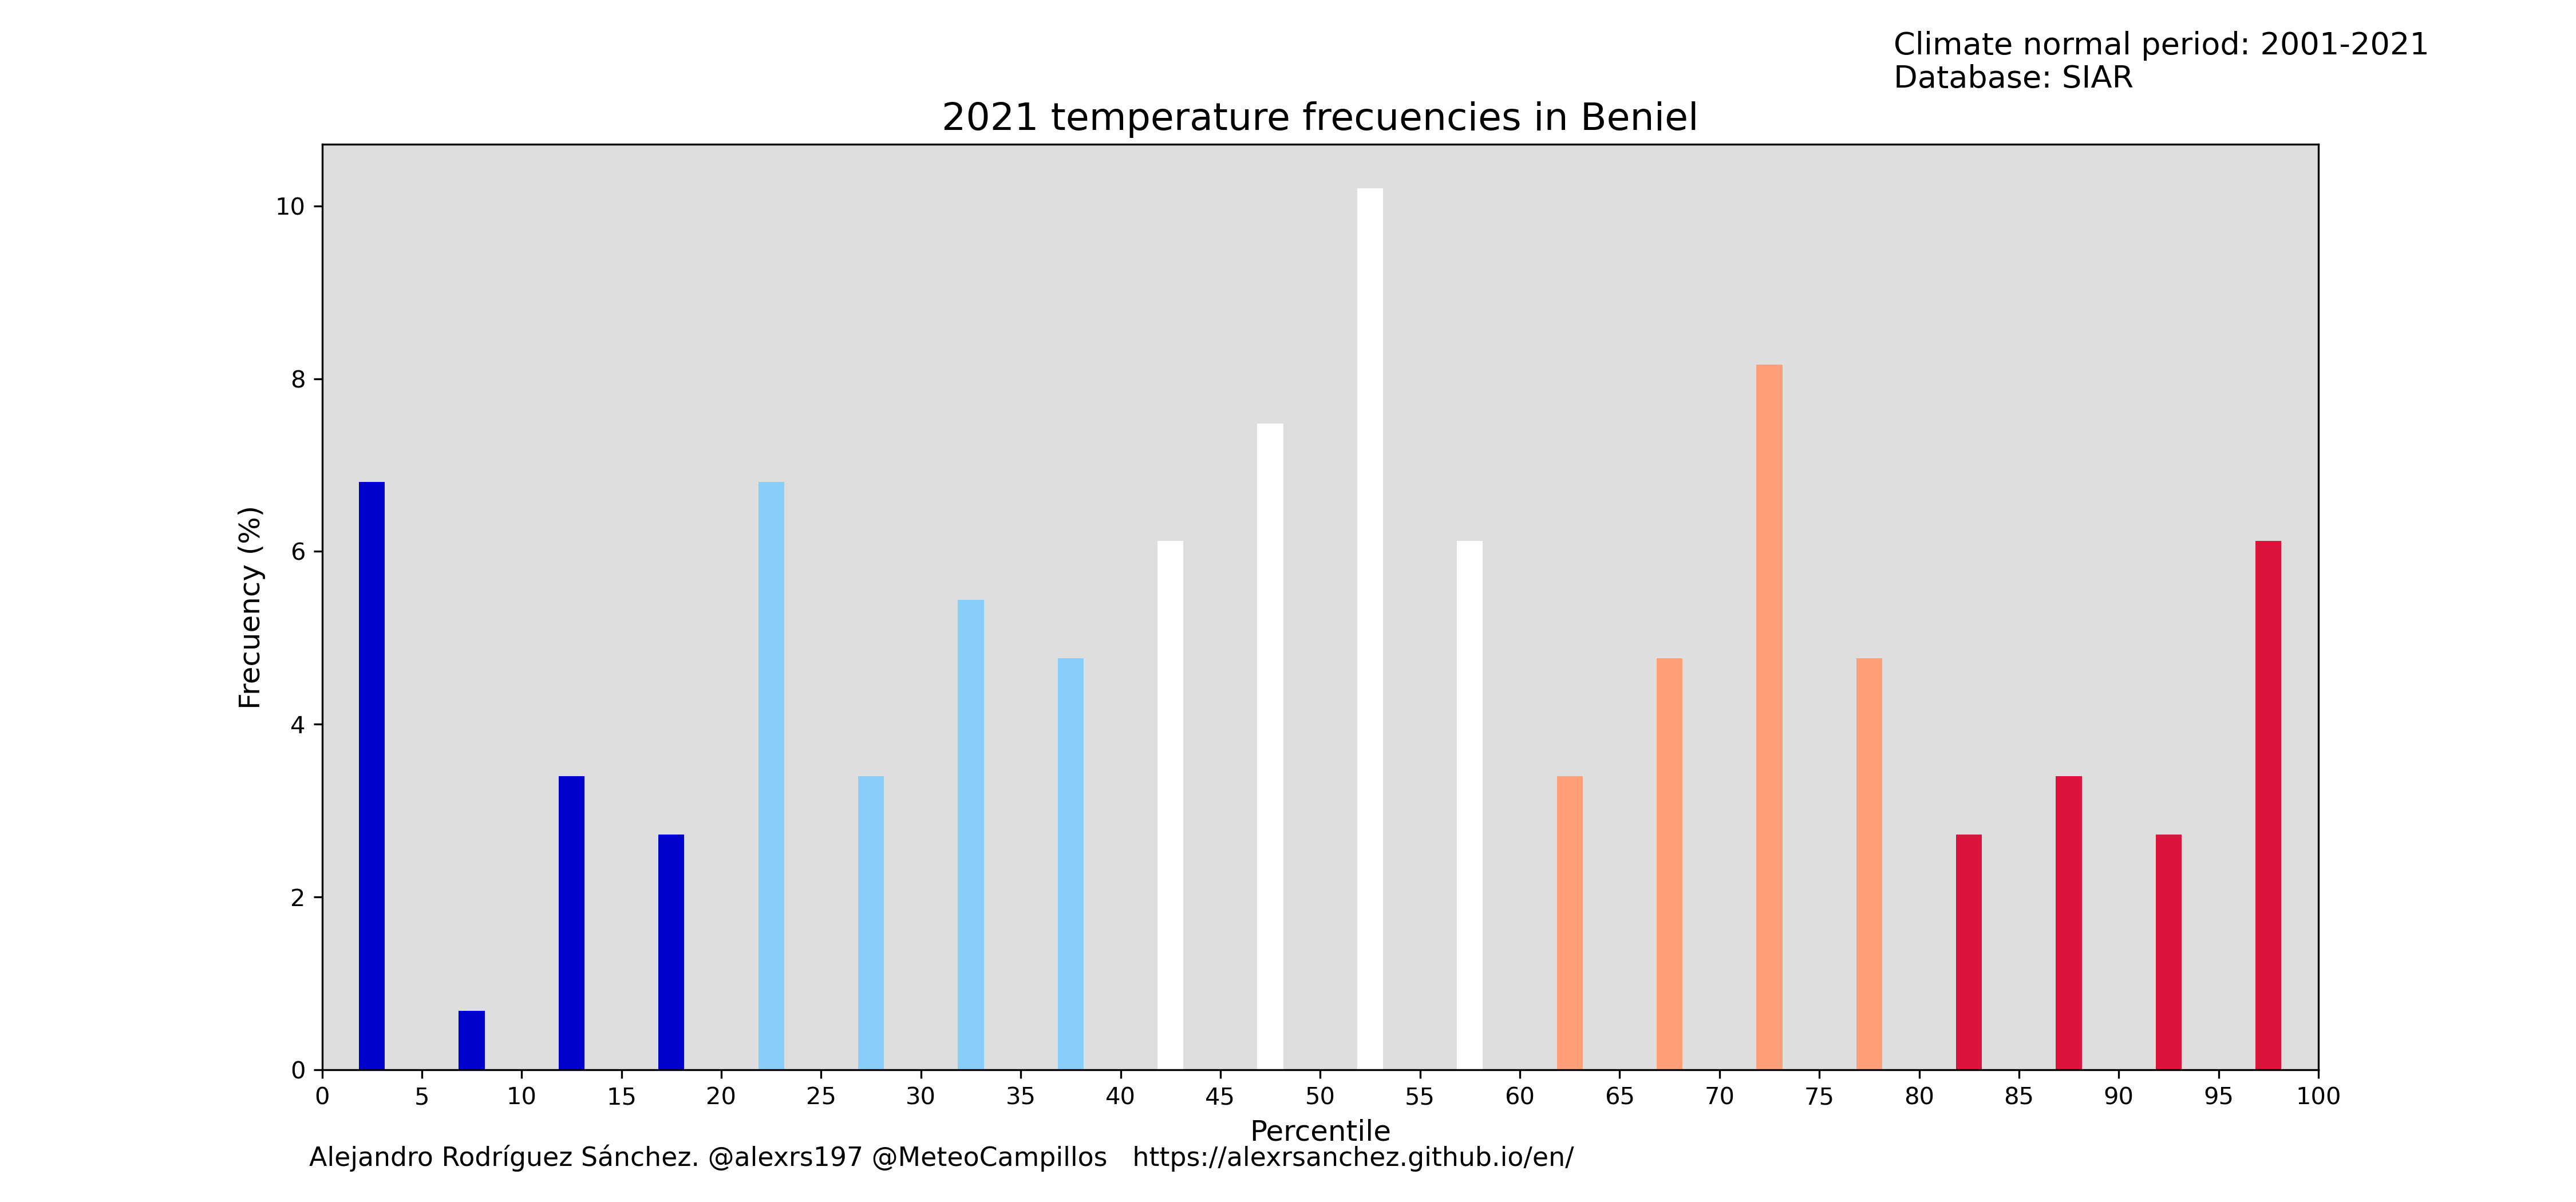 Climate normal period: 2001-2021
Database: SIAR
2021 temperature frecuencies in Beniel
10
8
6
4
2
0
Frecuency (%)
0 5 10 15 20 25 30 35 40 45 50 55 60 65 70 75 80 85 90 95 100
Percentile
Alejandro Rodríguez Sánchez. @alexrs197 @MeteoCampillos https://alexrsanchez.github.io/en/